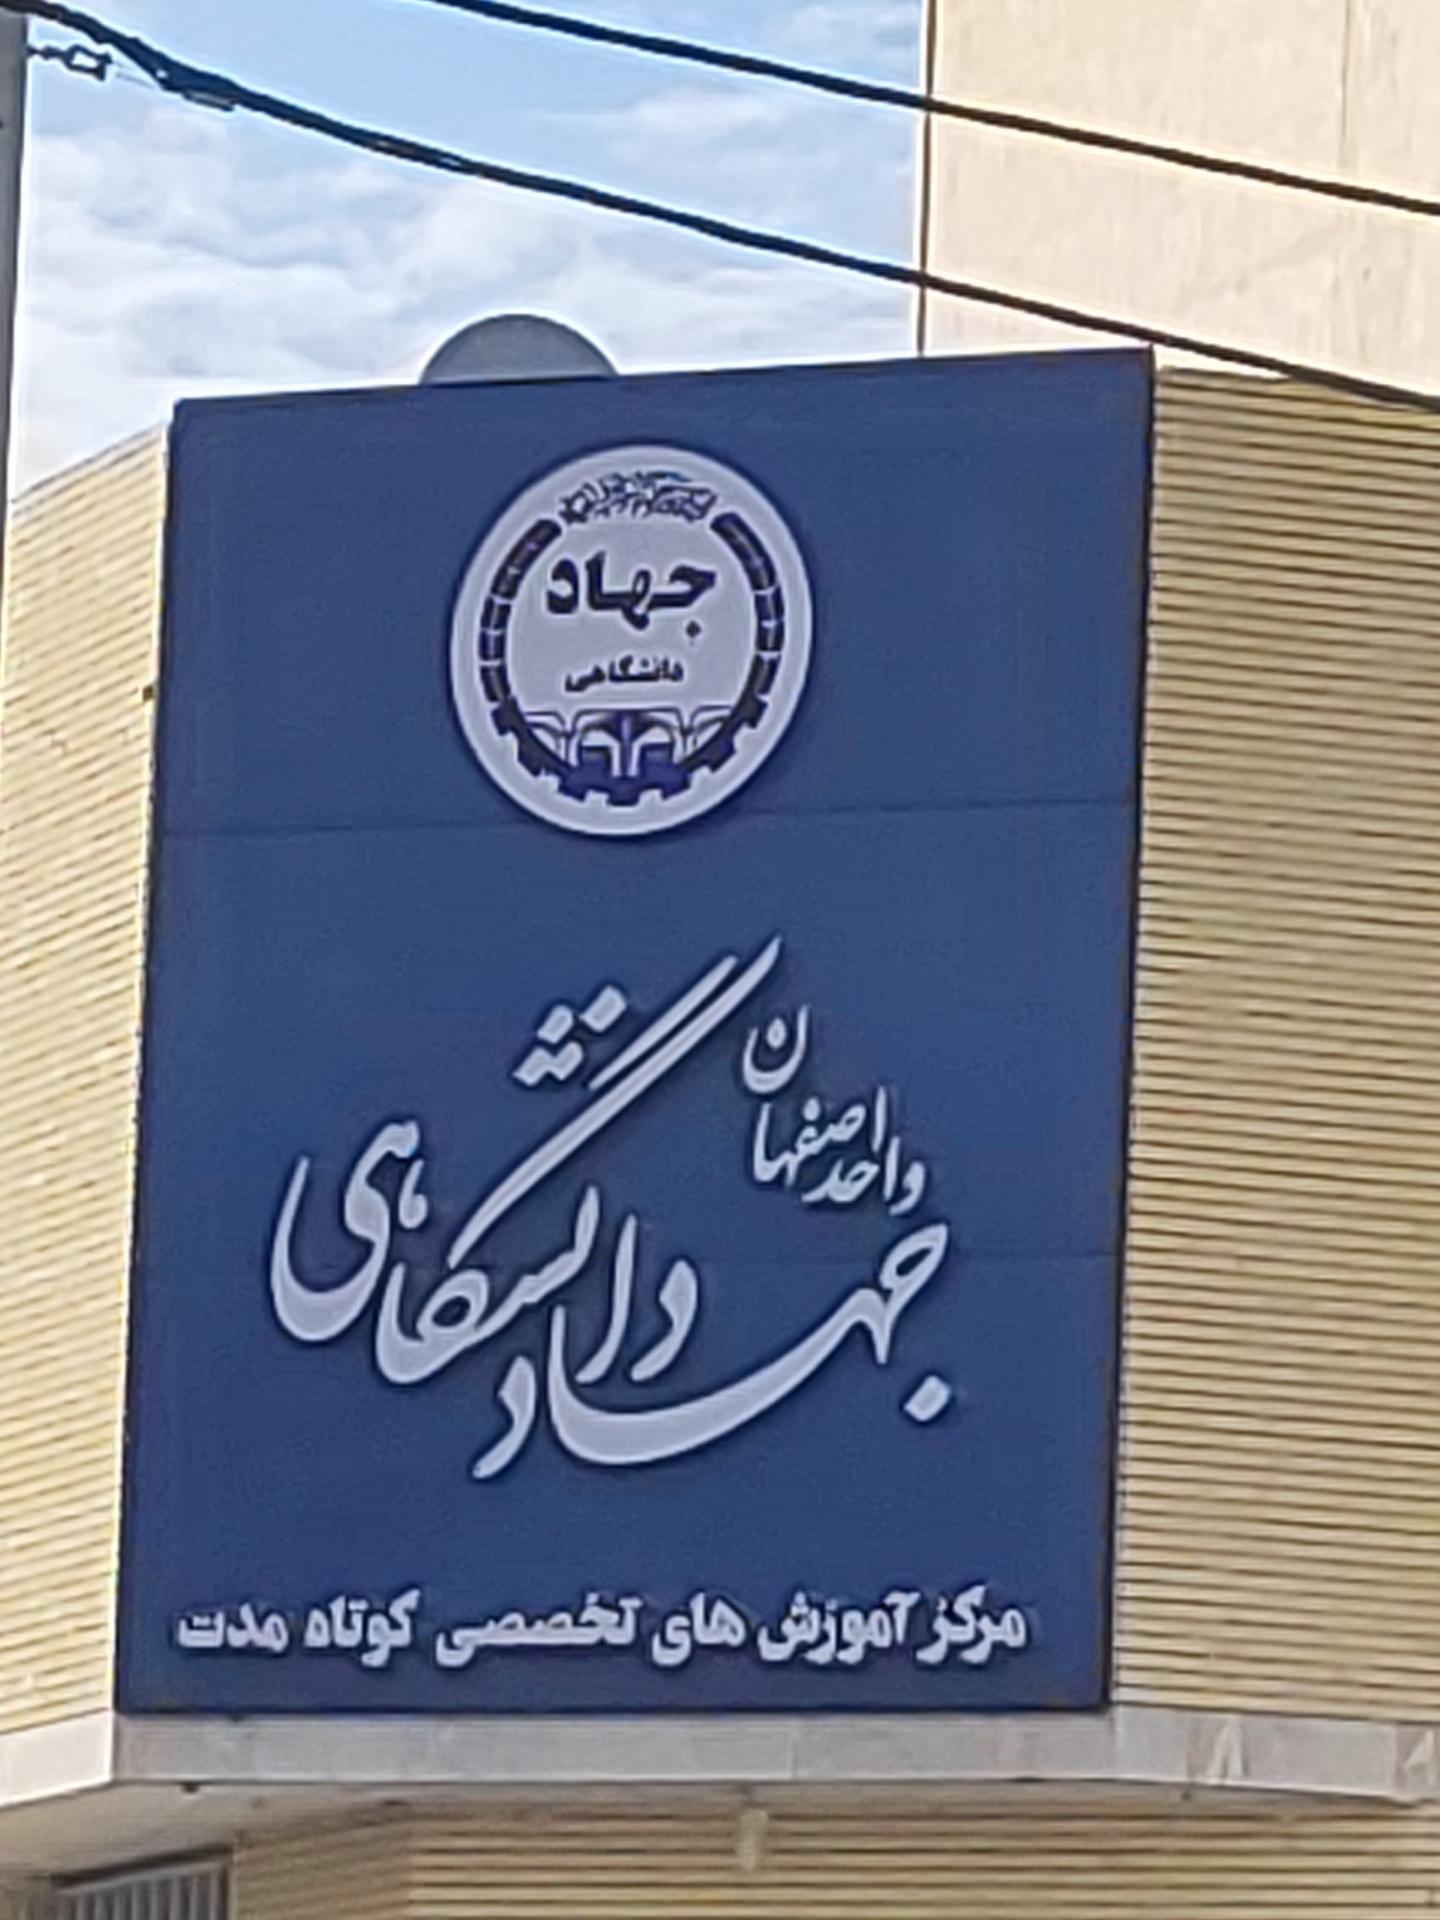 جهاد
دانشگاهی
جهاد دانشگاهی
واحد اصفهان
مرکز آموزش های تخصصی کوتاه مدت